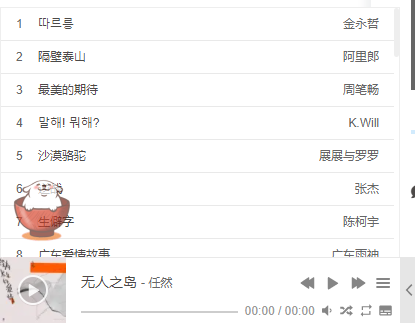 1 따르릉 金永哲
2 隔壁泰山 阿里郎
3 最美的期待 周笔畅
4 말해! 뭐해? K.Will
5 沙漠骆驼 展展与罗罗
6 张杰
7 生僻字 陈柯宇
8 广东爱情故事 广东雨神
无人之岛 - 任然
00:00 / 00:00